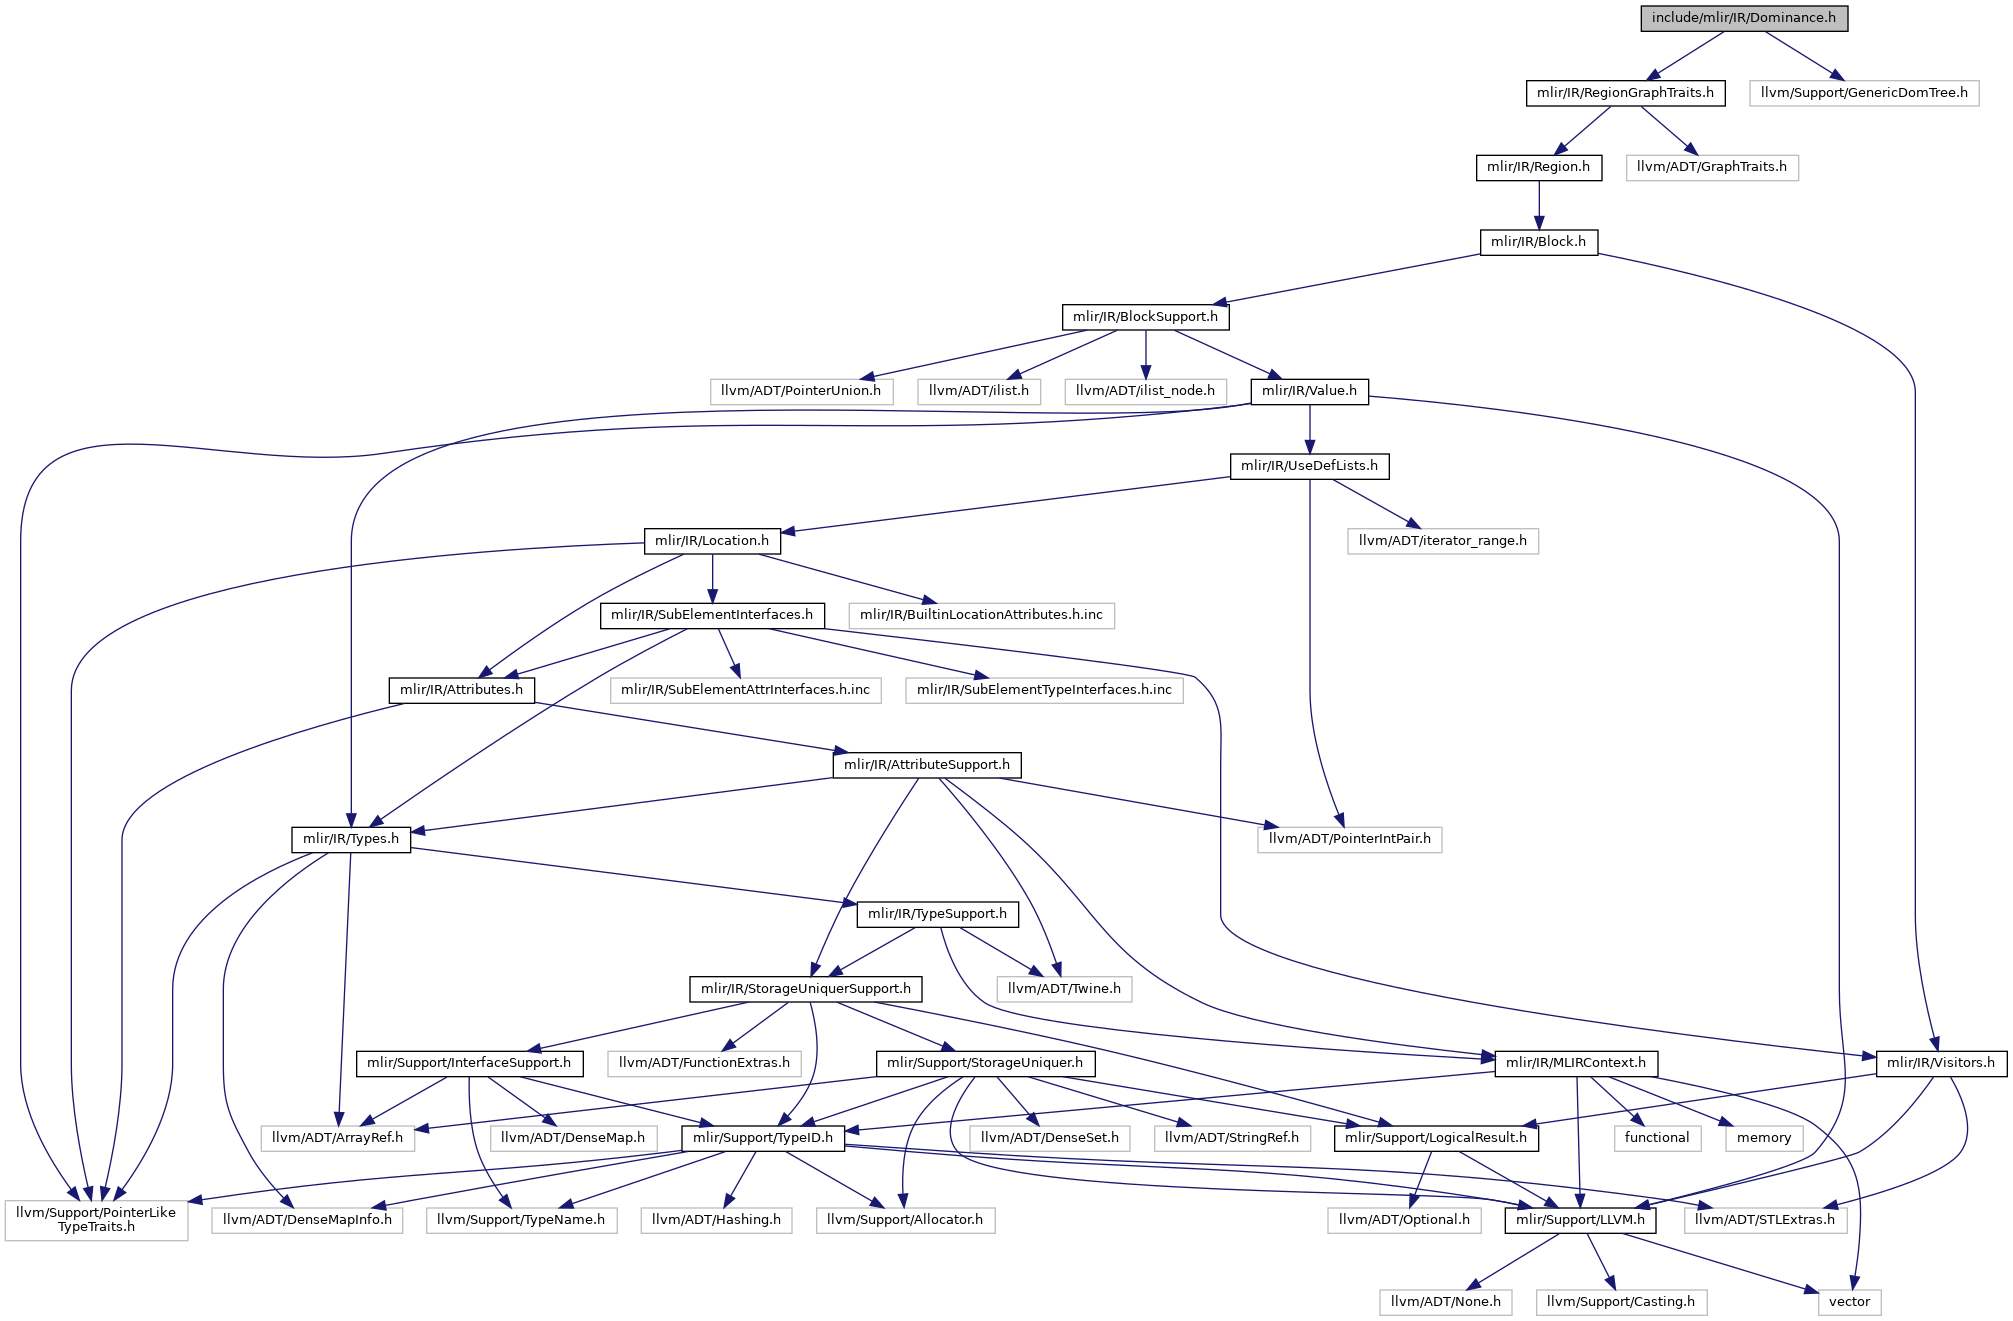 include/mlir/IR/Dominance.h
mlir/IR/RegionGraphTraits.h
llvm/Support/GenericDomTree.h
mlir/IR/Region.h
llvm/ADT/GraphTraits.h
mlir/IR/Block.h
mlir/IR/BlockSupport.h
llvm/ADT/PointerUnion.h
llvm/ADT/ilist.h
llvm/ADT/ilist_node.h
mlir/IR/Value.h
mlir/IR/UseDefLists.h
mlir/IR/Location.h
llvm/ADT/iterator_range.h
mlir/IR/SubElementInterfaces.h
mlir/IR/BuiltinLocationAttributes.h.inc
mlir/IR/Attributes.h
mlir/IR/SubElementAttrInterfaces.h.inc
mlir/IR/SubElementTypeInterfaces.h.inc
mlir/IR/AttributeSupport.h
mlir/IR/Types.h
llvm/ADT/PointerIntPair.h
mlir/IR/TypeSupport.h
mlir/IR/StorageUniquerSupport.h
llvm/ADT/Twine.h
mlir/Support/InterfaceSupport.h
llvm/ADT/FunctionExtras.h
mlir/Support/StorageUniquer.h
mlir/IR/MLIRContext.h
mlir/IR/Visitors.h
llvm/ADT/ArrayRef.h
llvm/ADT/DenseMap.h
mlir/Support/TypeID.h
llvm/ADT/DenseSet.h
llvm/ADT/StringRef.h
mlir/Support/LogicalResult.h
functional
memory
llvm/Support/PointerLike
TypeTraits.h
llvm/ADT/DenseMapInfo.h
llvm/Support/TypeName.h
llvm/ADT/Hashing.h
llvm/Support/Allocator.h
llvm/ADT/Optional.h
mlir/Support/LLVM.h
llvm/ADT/STLExtras.h
llvm/ADT/None.h
llvm/Support/Casting.h
vector